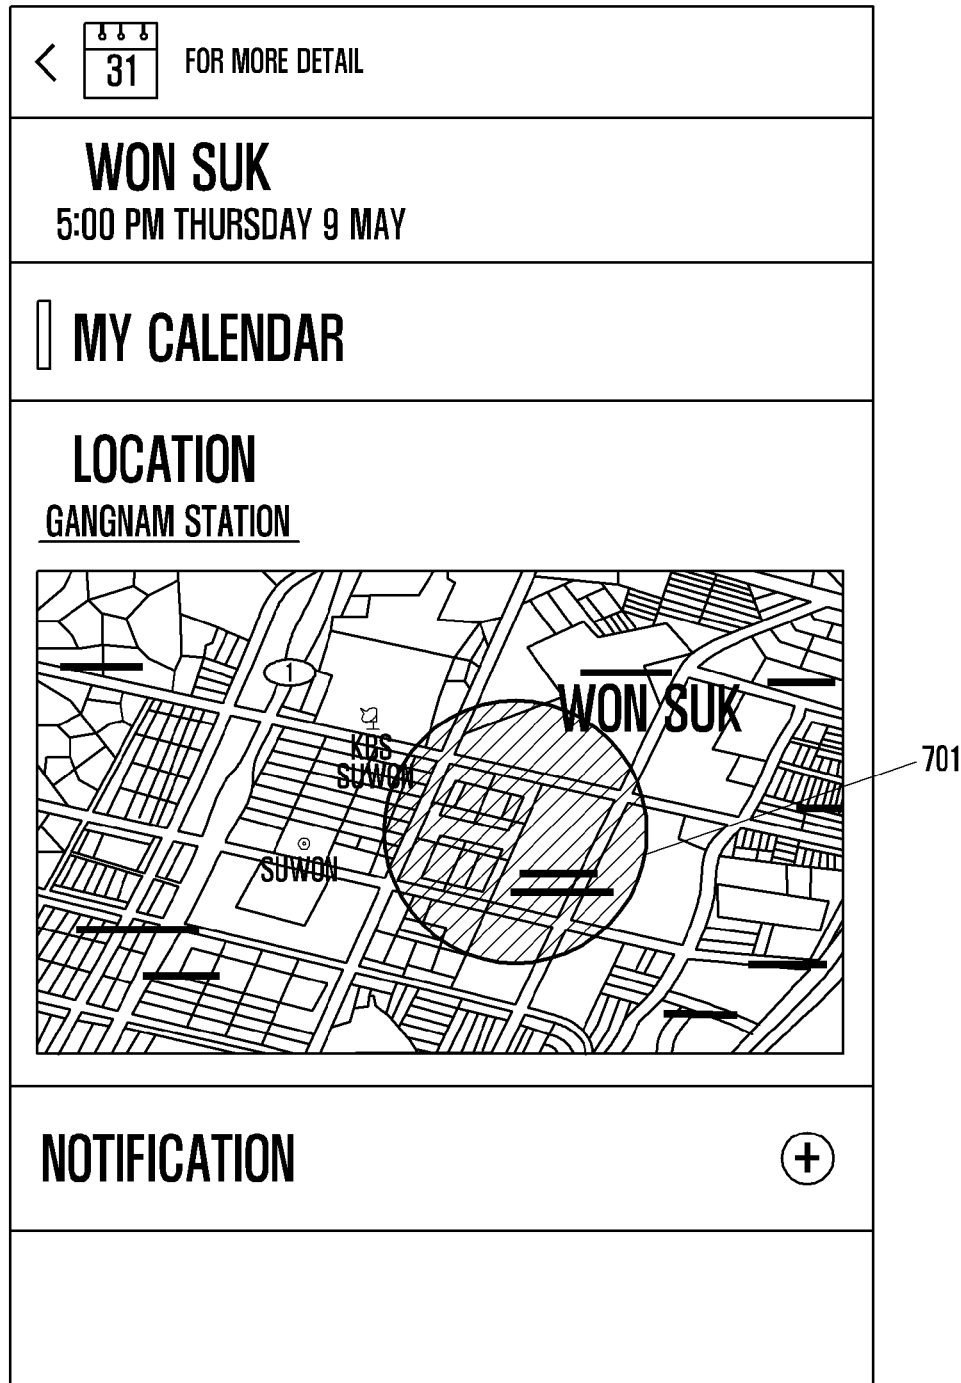 31 FOR MORE DETAIL
WON SUK
5:00 PM THURSDAY 9 MAY
MY CALENDAR
LOCATION
GANGNAM STATION
1
WON SUK
KBS
SUWON
701
SUWON
NOTIFICATION